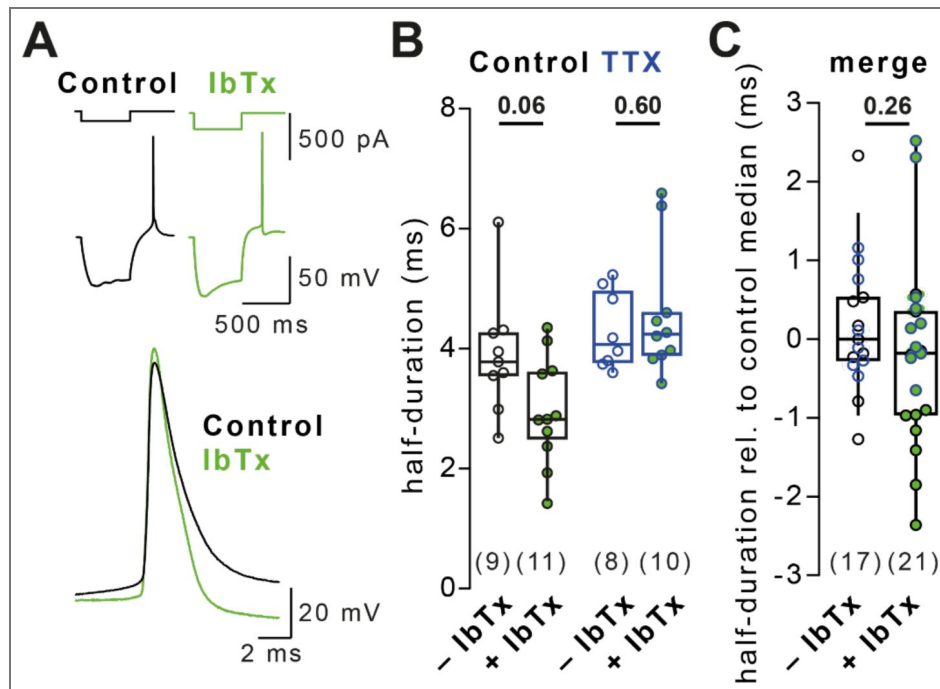 A
Control IbTx
500 pA
50 mV
500 ms
Control
IbTx
20 mV
2 ms
B
Control TTX
0.06 0.60
half-duration (ms)
8
6
4
2
0
(9) (11) (8) (10)
– IbTx
+ IbTx
– IbTx
+ IbTx
C
merge
0.26
half-duration rel. to control median (ms)
3
2
1
0
-1
-2
-3
(17) (21)
– IbTx
+ IbTx